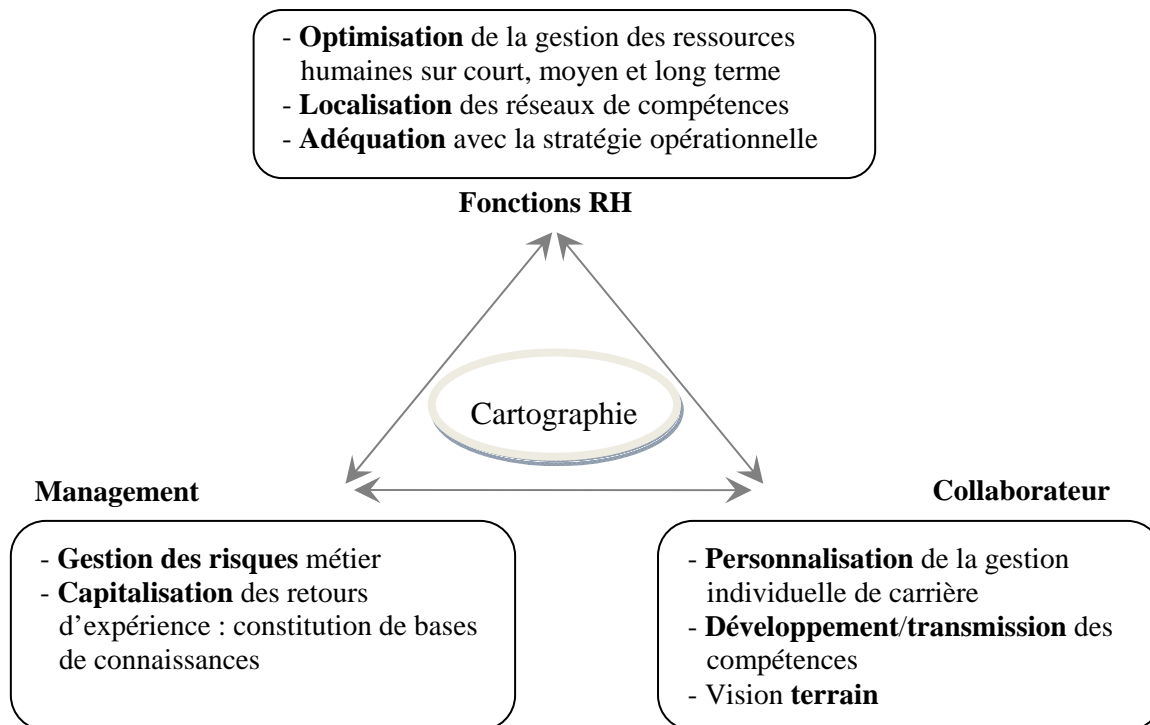 - Optimisation de la gestion des ressources
humaines sur court, moyen et long terme
- Localisation des réseaux de compétences
- Adéquation avec la stratégie opérationnelle
Fonctions RH
Cartographie
Management
- Gestion des risques métier
- Capitalisation des retours
d’expérience : constitution de bases
de connaissances
Collaborateur
- Personnalisation de la gestion
individuelle de carrière
- Développement/transmission des
compétences
- Vision terrain